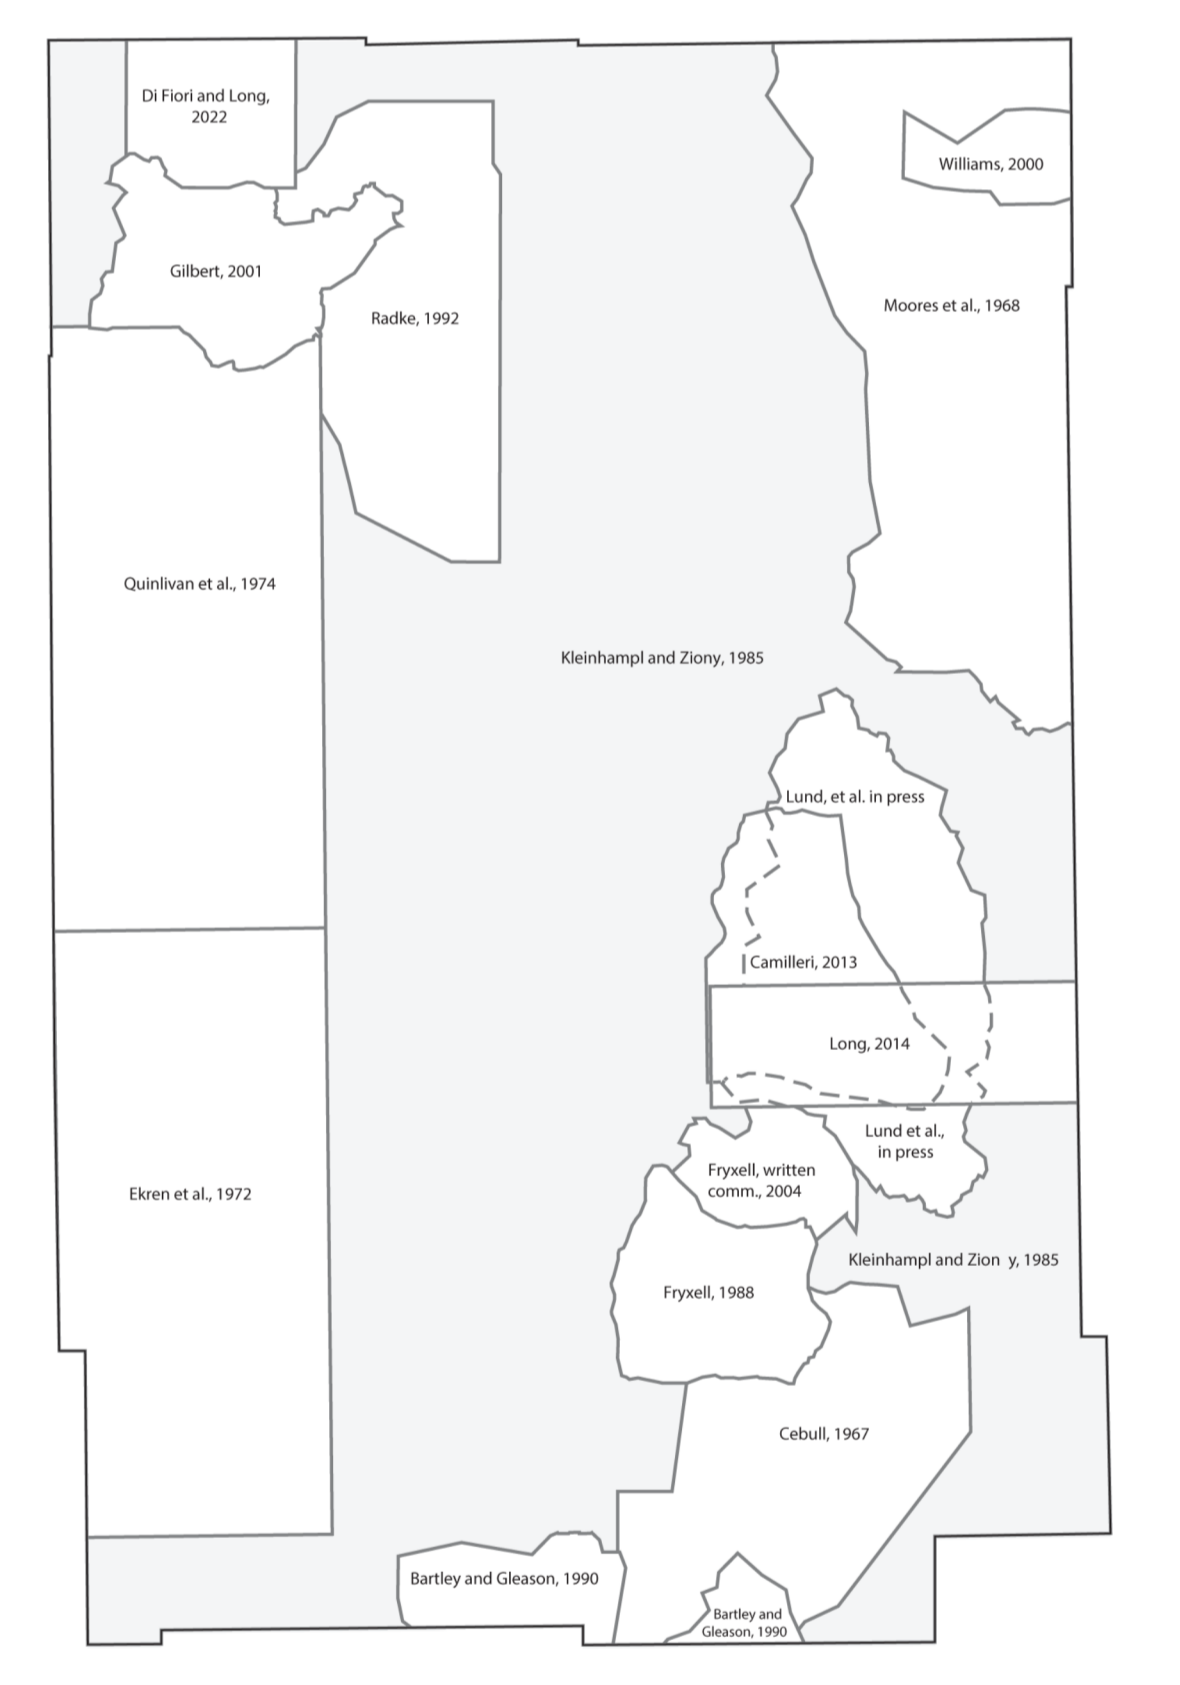 Di Fiori and Long,
2022
Williams, 2000
Gilbert, 2001
Moores et al., 1968
Radke, 1992
Quinlivan et al., 1974
Kleinhampl and Ziony, 1985
Lund, et al. in press
Camilleri, 2013
Long, 2014
Lund et al.,
in press
Fryxell, written
comm., 2004
Ekren et al., 1972
Kleinhampl and Zion y, 1985
Fryxell, 1988
Cebull, 1967
Bartley and Gleason, 1990
Bartley and
Gleason, 1990